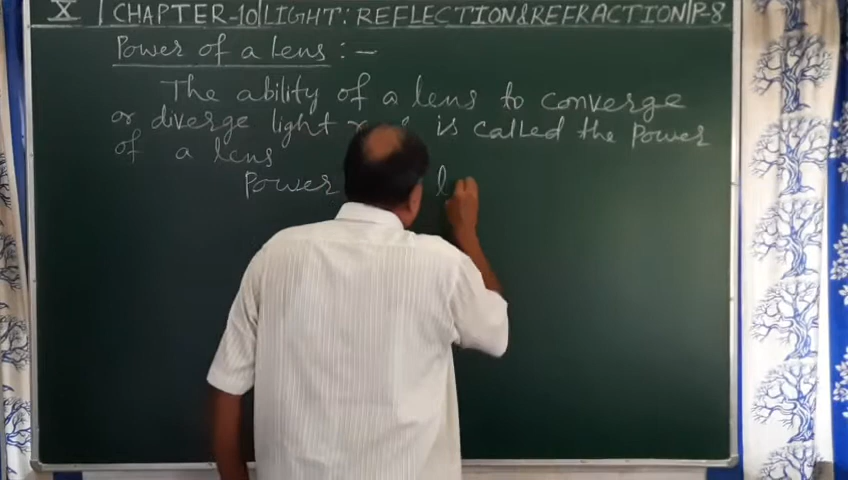 X | CHAPTER-10|LIGHT: REFLECTION&REFRACTION|P-8
Power of a lens :-
The ability of a lens to converge
or diverge light is called the Power
of a lens
Power l